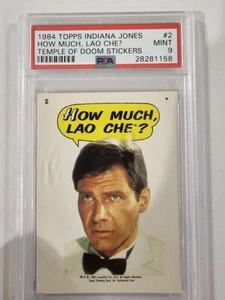 1984 TOPPS INDIANA JONES #2
HOW MUCH, LAO CHE? MINT
TEMPLE OF DOOM STICKERS 9
PSA 28281158
2
HOW MUCH,
LAO CHE?